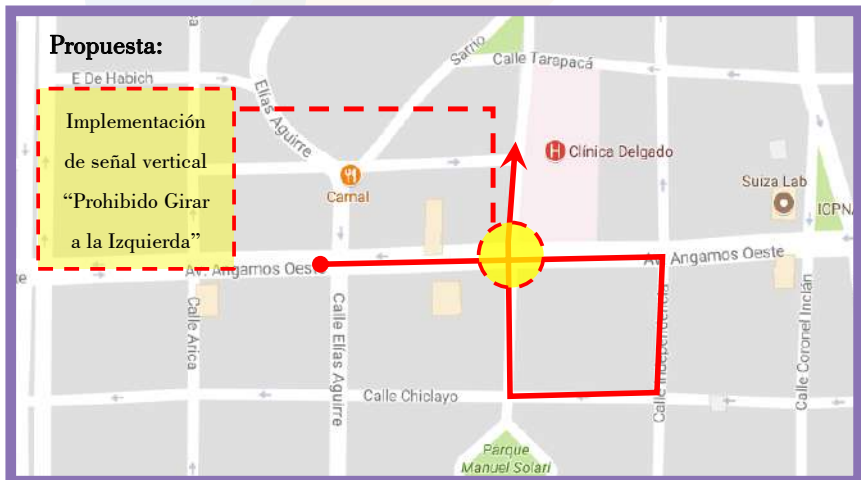 Propuesta:
Implementación
de señal vertical
“Prohibido Girar
a la Izquierda”
E De Habich
Elías Aguirre
Carnal
Calle Tarapacá
H Clínica Delgado
Suiza Lab
ICPNA
Av. Angamos Oeste
Av. Angamos Oeste
Calle Arica
Calle Elías Aguirre
Calle Independencia
Calle Coronel Inclán
Calle Chiclayo
Parque
Manuel Solari